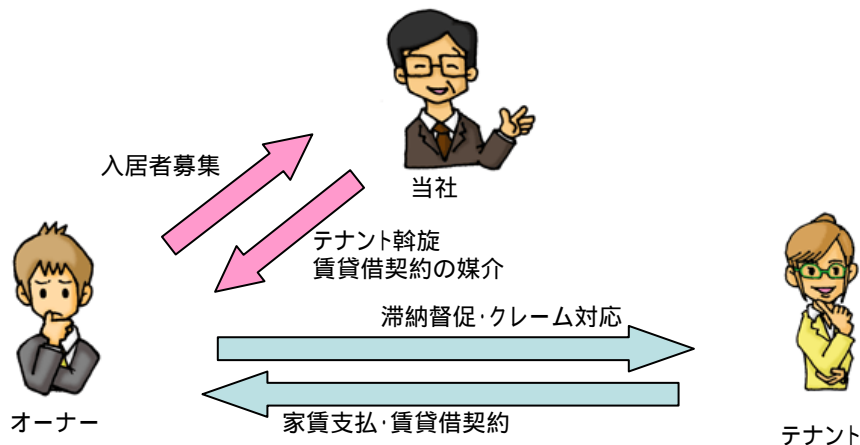 入居者募集
当社
テナント斡旋
賃貸借契約の媒介
滞納督促･クレーム対応
オーナー
家賃支払･賃貸借契約
テナント